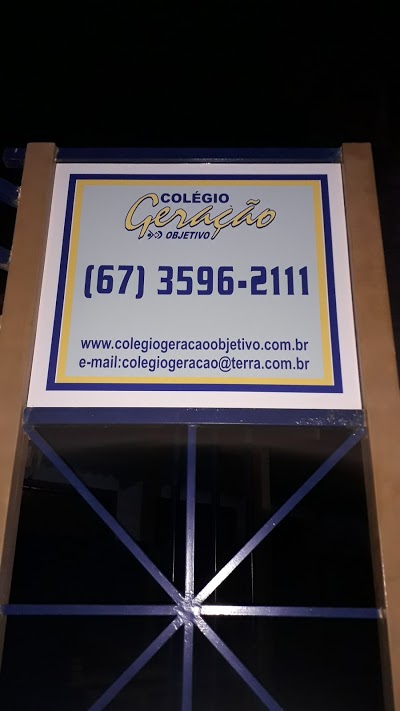 COLÉGIO
Geração
OBJETIVO
(67) 3596-2111
www.colegiogeracaoobjetivo.com.br
e-mail:colegiogeracao@terra.com.br